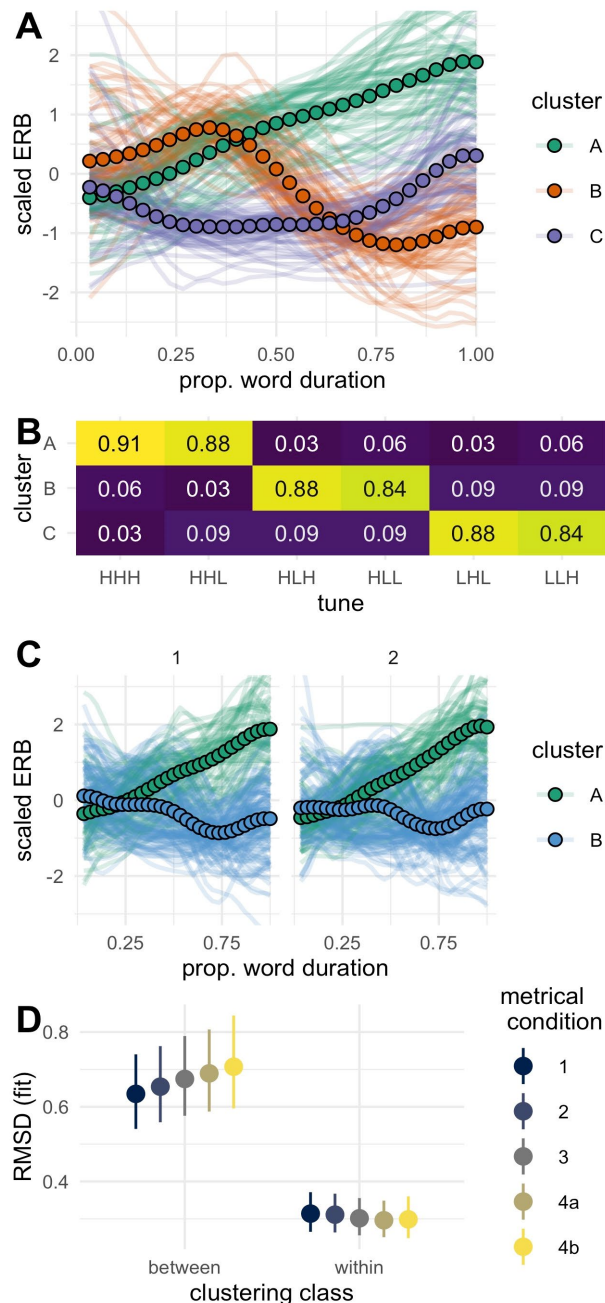 A
scaled ERB
2
1
0
-1
-2
0.00 0.25 0.50 0.75 1.00
prop. word duration
cluster
A
B
C
B
cluster
A 0.91 0.88 0.03 0.06 0.03 0.06
B 0.06 0.03 0.88 0.84 0.09 0.09
C 0.03 0.09 0.09 0.09 0.88 0.84
HHH HHL HLH HLL LHL LLH
tune
C
1 2
scaled ERB
2
0
-2
0.25 0.75 0.25 0.75
prop. word duration
cluster
A
B
D
RMSD (fit)
0.8
0.6
0.4
between within
clustering class
metrical
condition
1
2
3
4a
4b